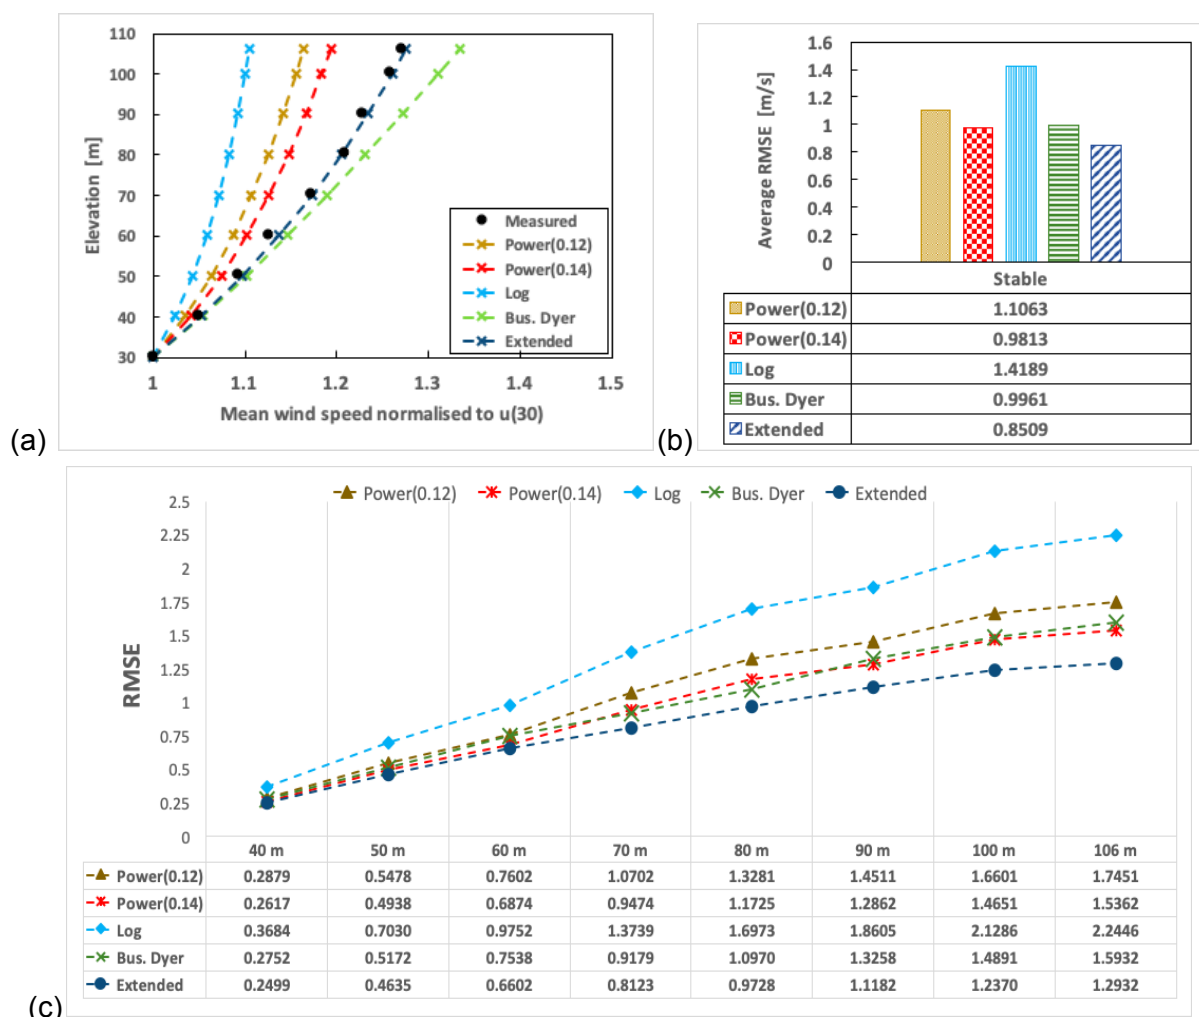 110
100
90
80
70
60
50
40
30
Elevation [m]
Measured
Power(0.12)
Power(0.14)
Log
Bus. Dyer
Extended
1 1.1 1.2 1.3 1.4 1.5
Mean wind speed normalised to u(30)
(a)
1.6
1.4
1.2
1
0.8
0.6
0.4
0.2
0
Average RMSE [m/s]
Stable
Power(0.12) 1.1063
Power(0.14) 0.9813
Log 1.4189
Bus. Dyer 0.9961
Extended 0.8509
(b)
Power(0.12) Power(0.14) Log Bus. Dyer Extended
2.5
2.25
2
1.75
1.5
1.25
1
0.75
0.5
0.25
0
RMSE
40 m 50 m 60 m 70 m 80 m 90 m 100 m 106 m
Power(0.12) 0.2879 0.5478 0.7602 1.0702 1.3281 1.4511 1.6601 1.7451
Power(0.14) 0.2617 0.4938 0.6874 0.9474 1.1725 1.2862 1.4651 1.5362
Log 0.3684 0.7030 0.9752 1.3739 1.6973 1.8605 2.1286 2.2446
Bus. Dyer 0.2752 0.5172 0.7538 0.9179 1.0970 1.3258 1.4891 1.5932
Extended 0.2499 0.4635 0.6602 0.8123 0.9728 1.1182 1.2370 1.2932
(c)